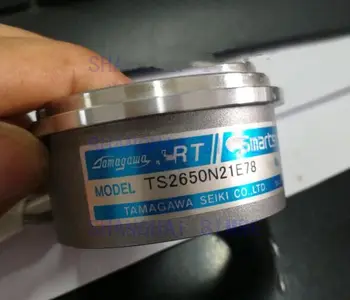 Tamagawa RT Smarts
MODEL TS2650N21E78
TAMAGAWA SEIKI CO.,LTD